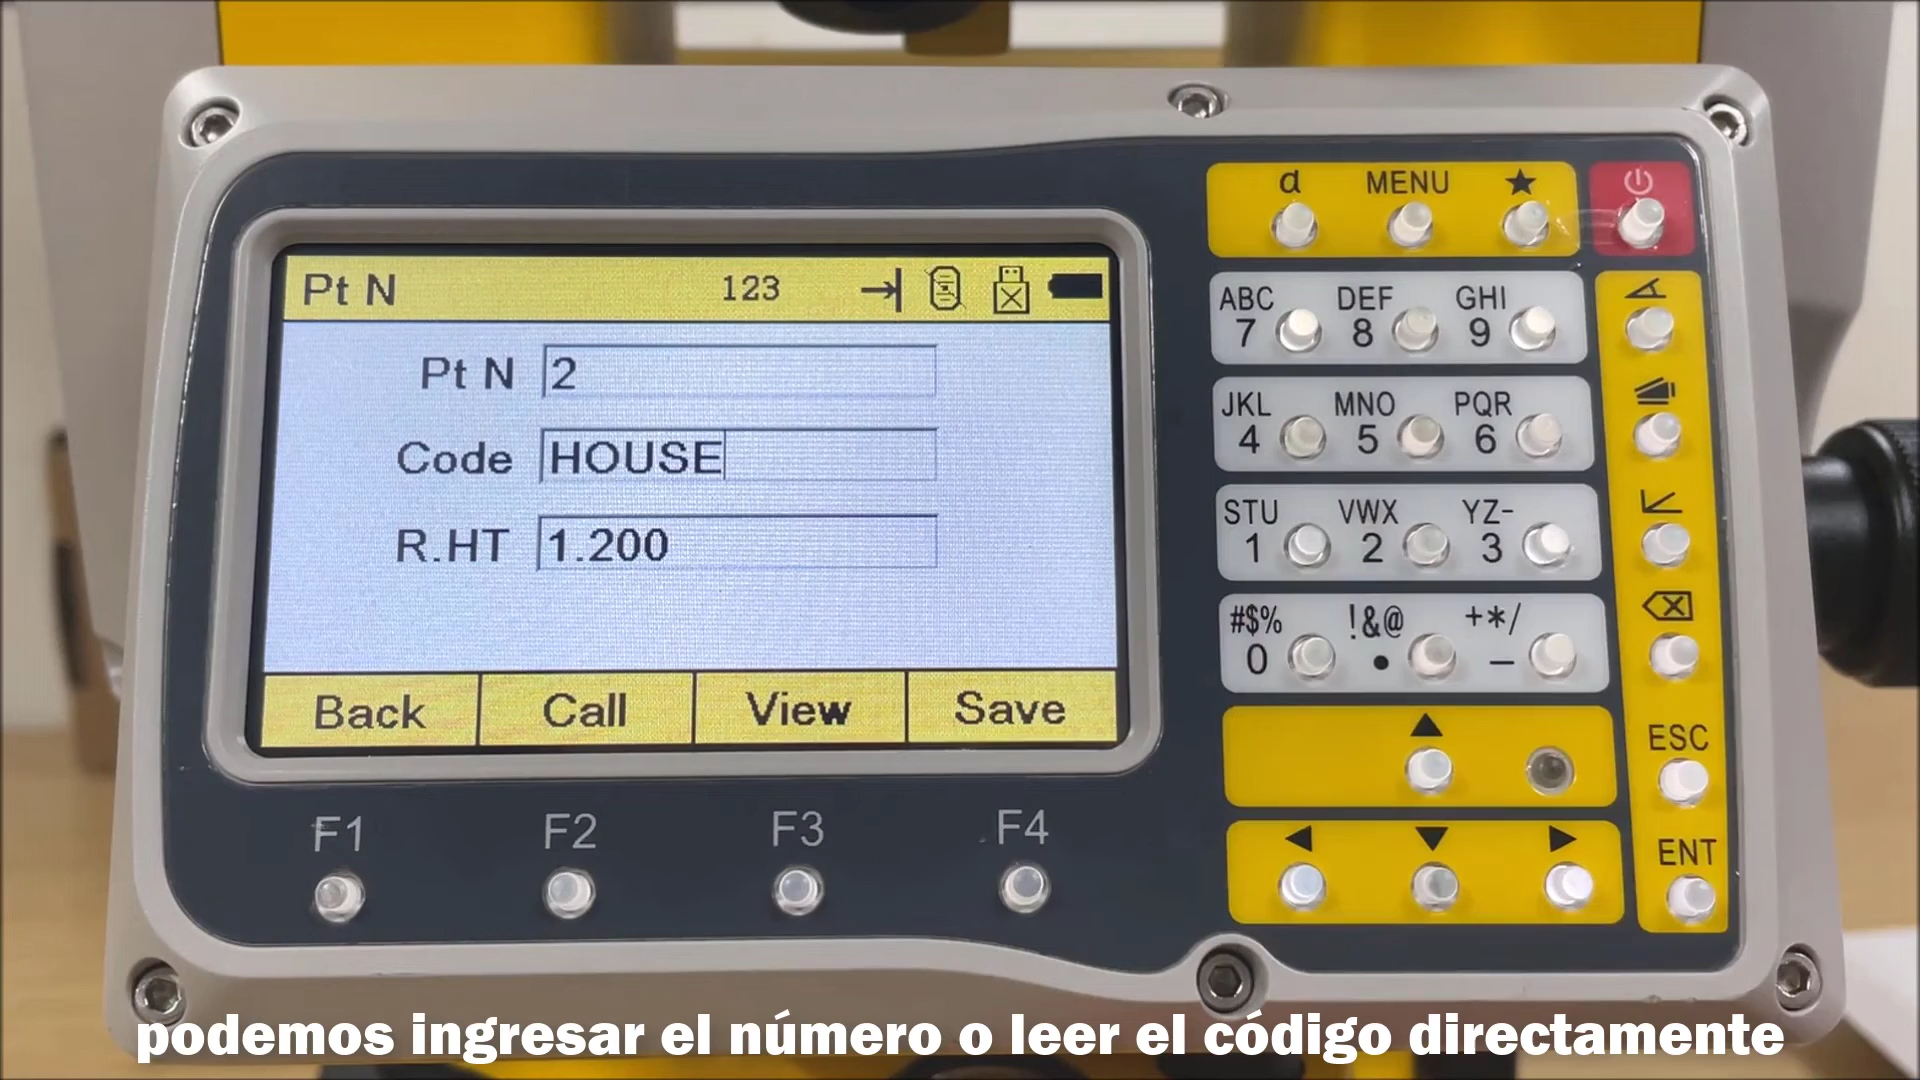 Pt N 123
Pt N 2
Code HOUSE
R.HT 1.200
Back Call View Save
F1 F2 F3 F4
α MENU
ABC 7 DEF 8 GHI 9
JKL 4 MNO 5 PQR 6
STU 1 VWX 2 YZ- 3
#$% 0 !&@ . +*/ -
ESC
ENT
podemos ingresar el número o leer el código directamente